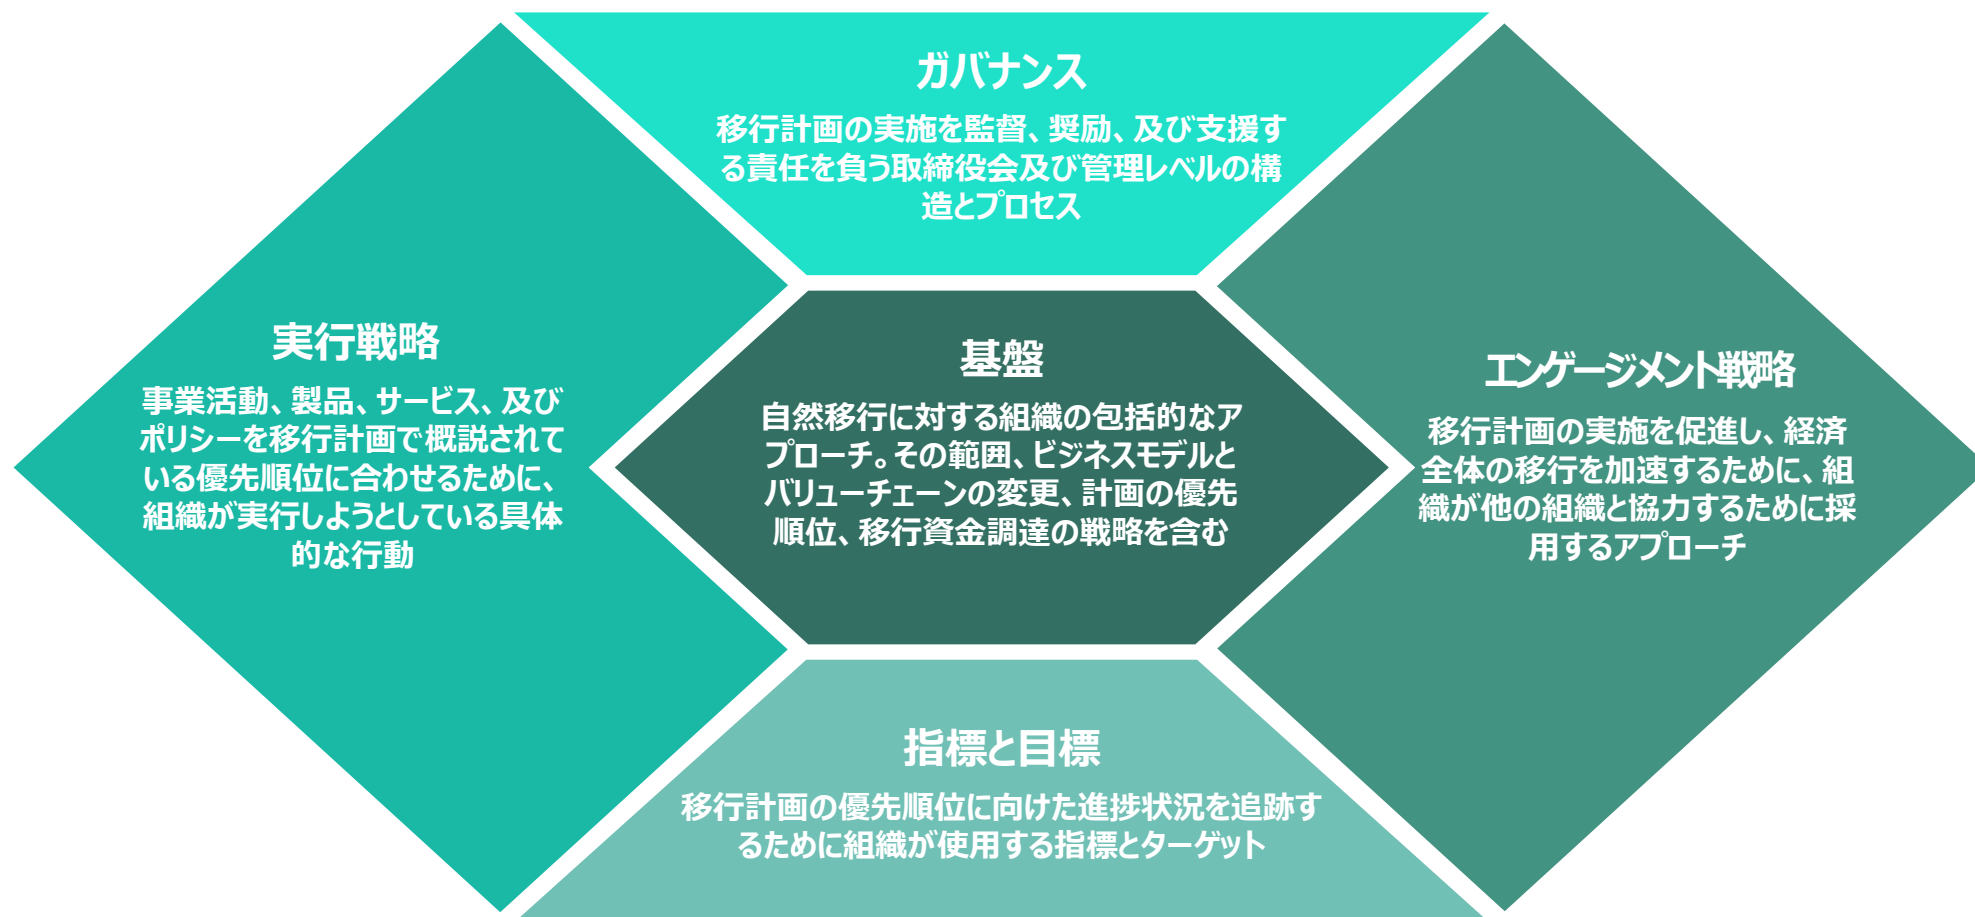 ガバナンス
移行計画の実施を監督、奨励、及び支援す
る責任を負う取締役会及び管理レベルの構
造とプロセス
実行戦略
事業活動、製品、サービス、及び
ポリシーを移行計画で概説されて
いる優先順位に合わせるために、
組織が実行しようとしている具体
的な行動
基盤
自然移行に対する組織の包括的なア
プローチ。その範囲、ビジネスモデルと
バリューチェーンの変更、計画の優先
順位、移行資金調達の戦略を含む
エンゲージメント戦略
移行計画の実施を促進し、経済
全体の移行を加速するために、組
織が他の組織と協力するために採
用するアプローチ
指標と目標
移行計画の優先順位に向けた進捗状況を追跡す
るために組織が使用する指標とターゲット